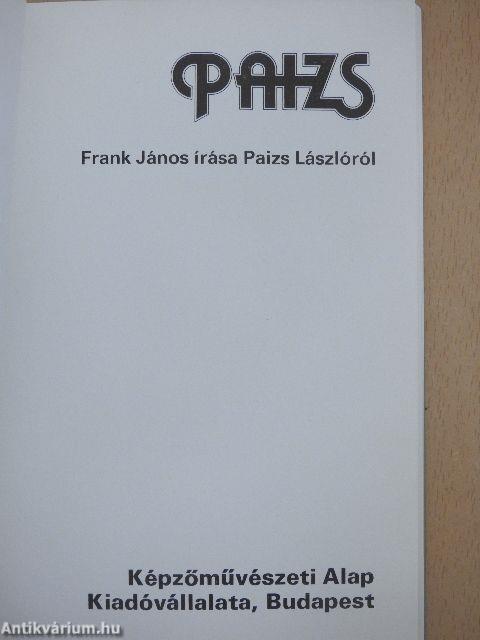 PAIZS
Frank János írása Paizs Lászlóról
Képzőművészeti Alap
Kiadóvállalata, Budapest
Antikvárium.hu